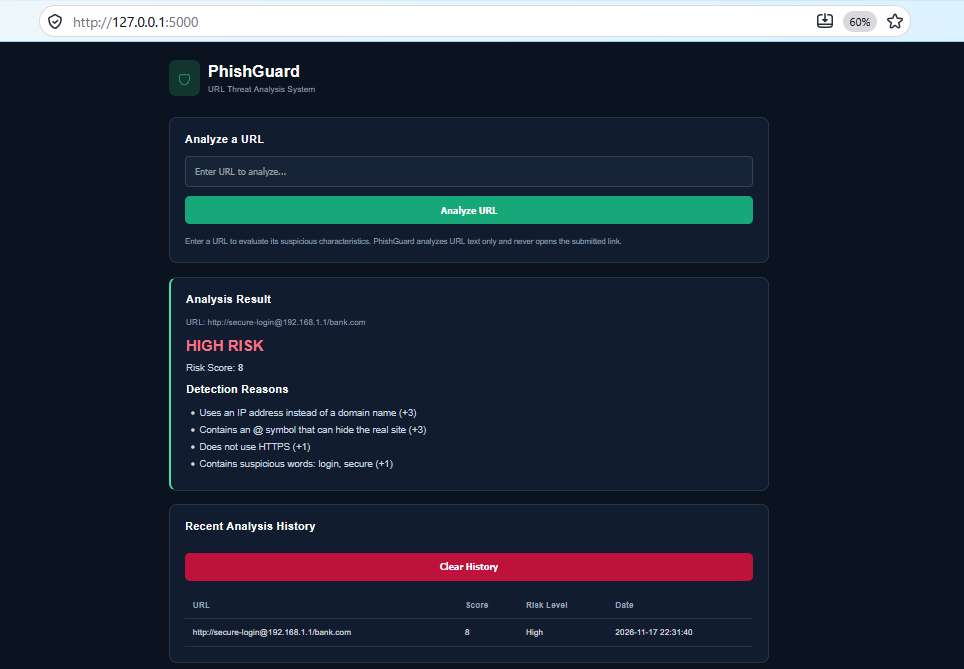 http://127.0.0.1:5000
60%
PhishGuard
URL Threat Analysis System
Analyze a URL
Enter URL to analyze...
Analyze URL
Enter a URL to evaluate its suspicious characteristics. PhishGuard analyzes URL text only and never opens the submitted link.
Analysis Result
URL: http://secure-login@192.168.1.1/bank.com
HIGH RISK
Risk Score: 8
Detection Reasons
• Uses an IP address instead of a domain name (+3)
• Contains an @ symbol that can hide the real site (+3)
• Does not use HTTPS (+1)
• Contains suspicious words: login, secure (+1)
Recent Analysis History
Clear History
URL Score Risk Level Date
http://secure-login@192.168.1.1/bank.com 8 High 2026-11-17 22:31:40